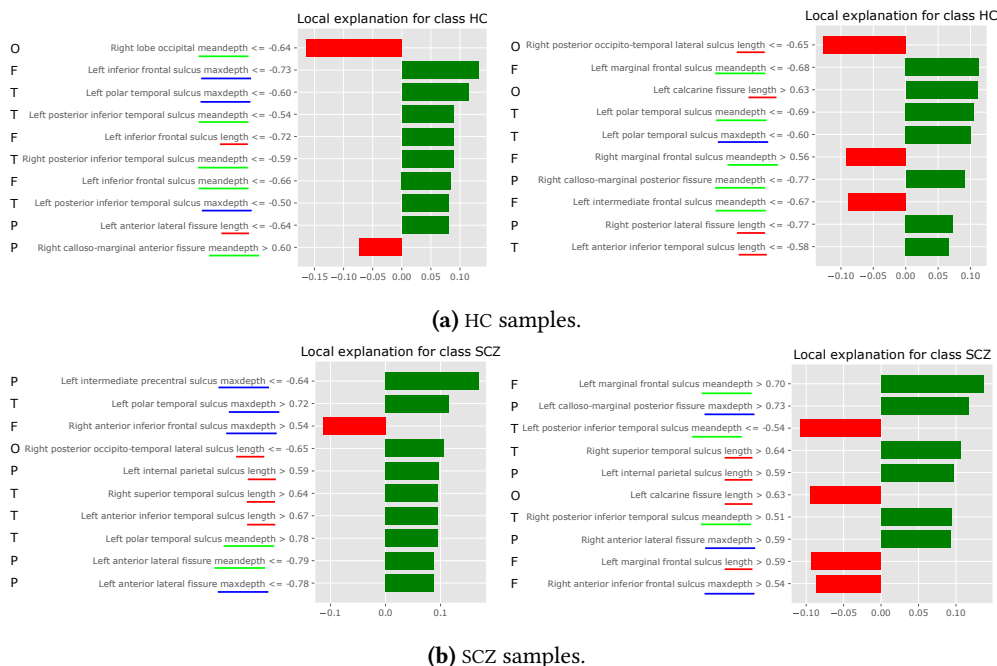 Local explanation for class HC
O Right lobe occipital meandepth <= -0.64
F Left inferior frontal sulcus maxdepth <= -0.73
T Left polar temporal sulcus maxdepth <= -0.60
T Left posterior inferior temporal sulcus meandepth <= -0.54
F Left inferior frontal sulcus length <= -0.72
T Right posterior inferior temporal sulcus meandepth <= -0.59
F Left inferior frontal sulcus meandepth <= -0.66
T Left posterior inferior temporal sulcus maxdepth <= -0.50
P Left anterior lateral fissure length <= -0.64
P Right calloso-marginal anterior fissure meandepth > 0.60
−0.15 −0.10 −0.05 0.00 0.05 0.10
Local explanation for class HC
O Right posterior occipito-temporal lateral sulcus length <= -0.65
F Left marginal frontal sulcus meandepth <= -0.68
O Left calcarine fissure length > 0.63
T Left polar temporal sulcus meandepth <= -0.69
T Left polar temporal sulcus maxdepth <= -0.60
F Right marginal frontal sulcus meandepth > 0.56
P Right calloso-marginal posterior fissure meandepth <= -0.77
F Left intermediate frontal sulcus meandepth <= -0.67
P Right posterior lateral fissure length <= -0.77
T Left anterior inferior temporal sulcus length <= -0.58
−0.10 −0.05 0.00 0.05 0.10
(a) HC samples.
Local explanation for class SCZ
P Left intermediate precentral sulcus maxdepth <= -0.64
T Left polar temporal sulcus maxdepth > 0.72
F Right anterior inferior frontal sulcus maxdepth > 0.54
O Right posterior occipito-temporal lateral sulcus length <= -0.65
P Left internal parietal sulcus length > 0.59
T Right superior temporal sulcus length > 0.64
T Left anterior inferior temporal sulcus length > 0.67
T Left polar temporal sulcus meandepth > 0.78
P Left anterior lateral fissure meandepth <= -0.79
P Left anterior lateral fissure maxdepth <= -0.78
−0.1 0.0 0.1
Local explanation for class SCZ
F Left marginal frontal sulcus meandepth > 0.70
P Left calloso-marginal posterior fissure maxdepth > 0.73
T Left posterior inferior temporal sulcus meandepth <= -0.54
T Right superior temporal sulcus length > 0.64
P Left internal parietal sulcus length > 0.59
O Left calcarine fissure length > 0.63
T Right posterior inferior temporal sulcus meandepth > 0.51
P Right anterior lateral fissure maxdepth > 0.59
F Left marginal frontal sulcus length > 0.59
F Right anterior inferior frontal sulcus maxdepth > 0.54
−0.10 −0.05 0.00 0.05 0.10
(b) SCZ samples.